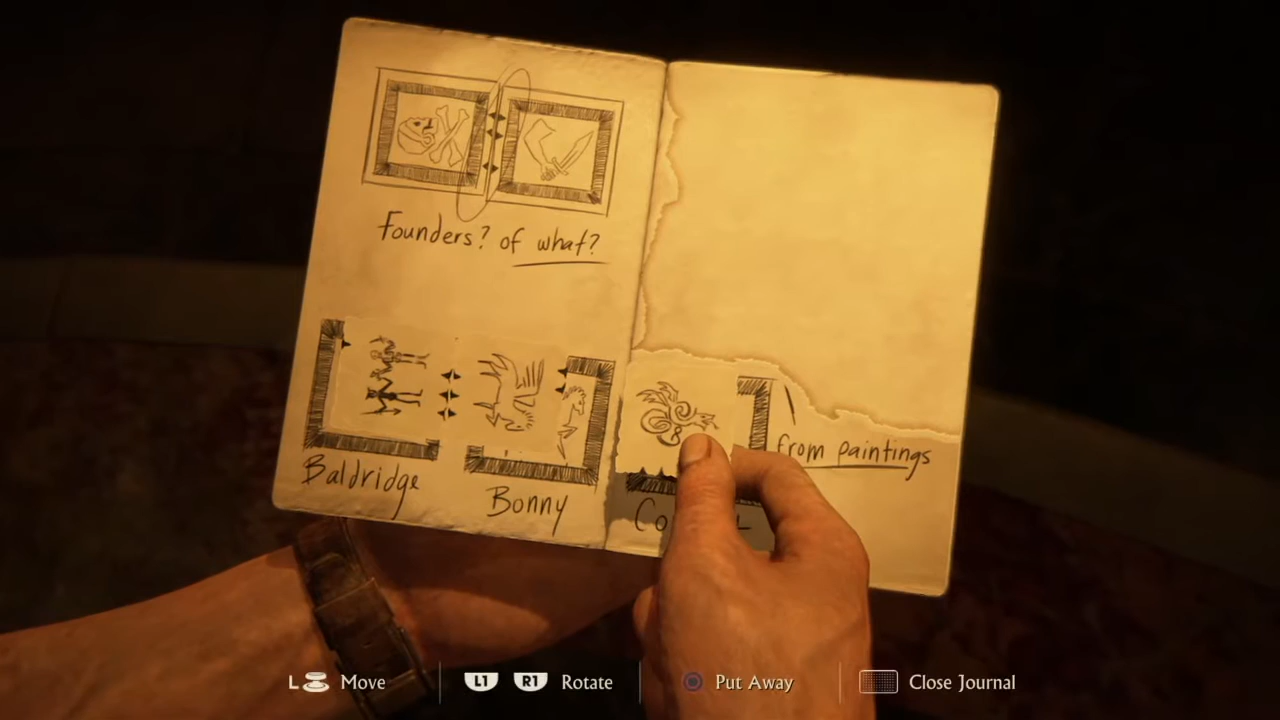 Founders? of what?
Baldridge
Bonny
from paintings
L Move
L1 R1 Rotate
Put Away
Close Journal